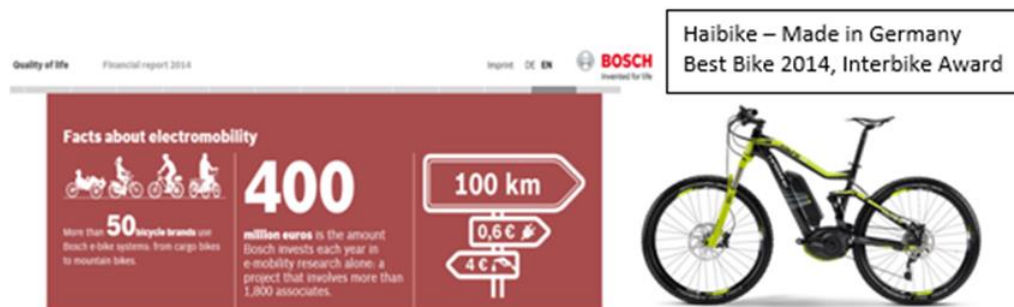 Quality of life Financial report 2014 Imprint DE EN
BOSCH
Invented for life
Haibike – Made in Germany
Best Bike 2014, Interbike Award
Facts about electromobility
More than 50 bicycle brands use
Bosch e-bike systems: from cargo bikes
to mountain bikes.
400
million euros is the amount
Bosch invests each year in
e-mobility research alone: a
project that involves more than
1,800 associates.
100 km
0,6 €
4 €